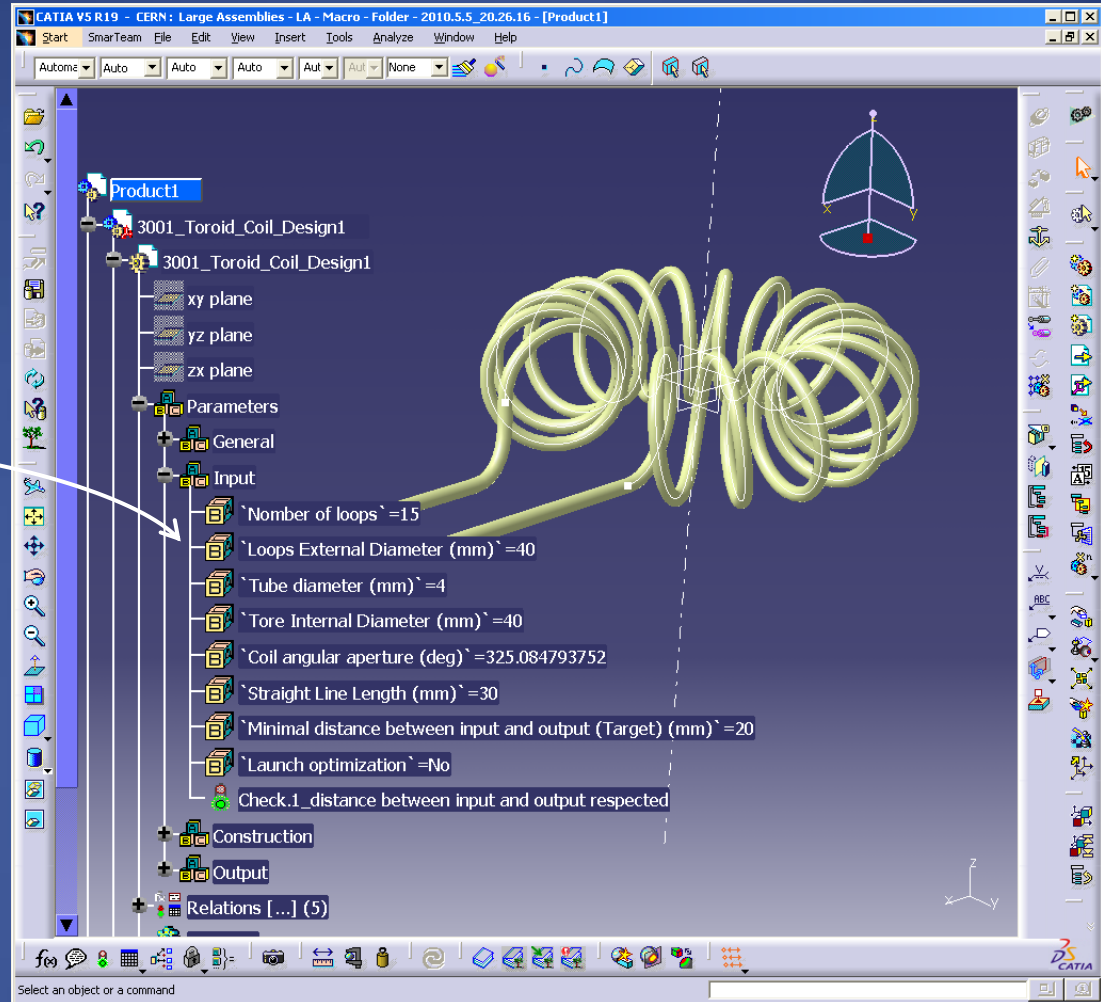 CATIA V5 R19 - CERN : Large Assemblies - LA - Macro - Folder - 2010.5.5_20.26.16 - [Product1]
Start SmarTeam File Edit View Insert Tools Analyze Window Help
Automa Auto Auto Auto Aut Aut None
Product1
3001_Toroid_Coil_Design1
3001_Toroid_Coil_Design1
xy plane
yz plane
zx plane
Parameters
General
Input
`Nomber of loops`=15
`Loops External Diameter (mm)`=40
`Tube diameter (mm)`=4
`Tore Internal Diameter (mm)`=40
`Coil angular aperture (deg)`=325.084793752
`Straight Line Length (mm)`=30
`Minimal distance between input and output (Target) (mm)`=20
`Launch optimization`=No
Check.1_distance between input and output respected
Construction
Output
Relations [...] (5)
x
y
z
x
y
ABC
f(x)
CATIA
Select an object or a command